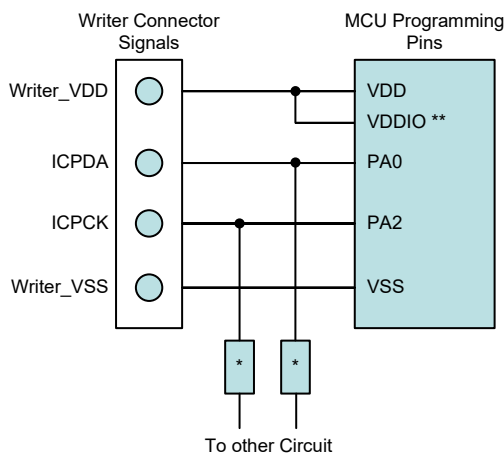 Writer Connector
Signals
MCU Programming
Pins
Writer_VDD
VDD
VDDIO **
ICPDA
PA0
ICPCK
PA2
Writer_VSS
VSS
*
*
To other Circuit